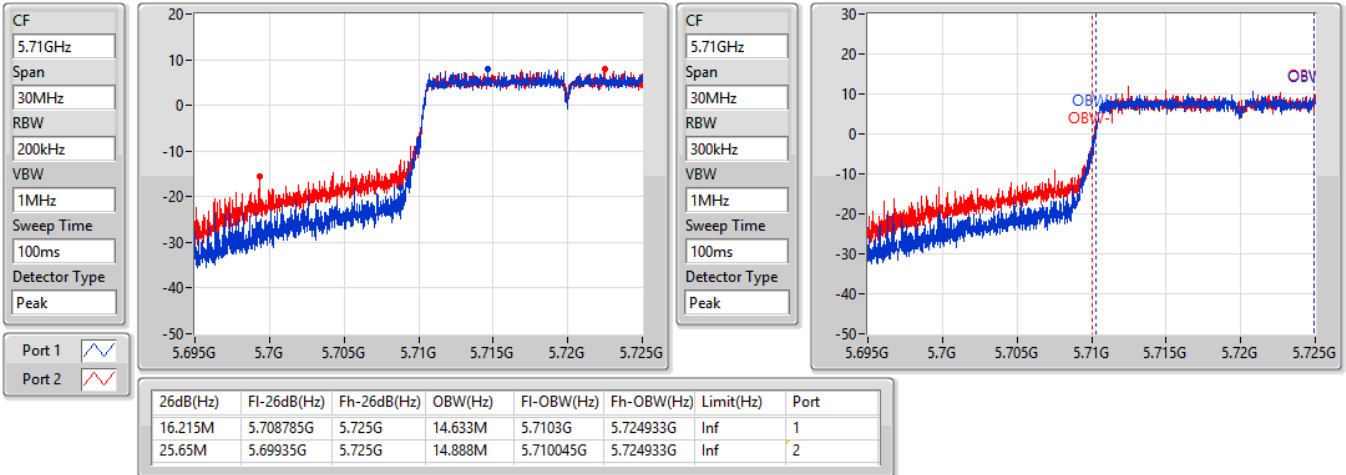 CF
5.71GHz
Span
30MHz
RBW
200kHz
VBW
1MHz
Sweep Time
100ms
Detector Type
Peak
Port 1
Port 2
20-
10-
0-
-10-
-20-
-30-
-40-
-50-
5.695G 5.7G 5.705G 5.71G 5.715G 5.72G 5.725G
CF
5.71GHz
Span
30MHz
RBW
300kHz
VBW
1MHz
Sweep Time
100ms
Detector Type
Peak
30-
20-
10-
0-
-10-
-20-
-30-
-40-
-50-
OBW
OBW-l
OBW
5.695G 5.7G 5.705G 5.71G 5.715G 5.72G 5.725G
26dB(Hz) Fl-26dB(Hz) Fh-26dB(Hz) OBW(Hz) Fl-OBW(Hz) Fh-OBW(Hz) Limit(Hz) Port
16.215M 5.708785G 5.725G 14.633M 5.7103G 5.724933G Inf 1
25.65M 5.69935G 5.725G 14.888M 5.710045G 5.724933G Inf 2